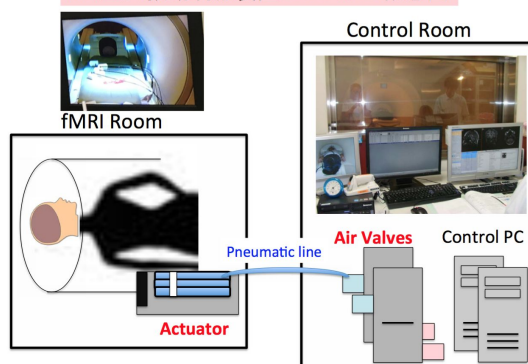 Control Room
fMRI Room
Pneumatic line
Air Valves
Control PC
Actuator